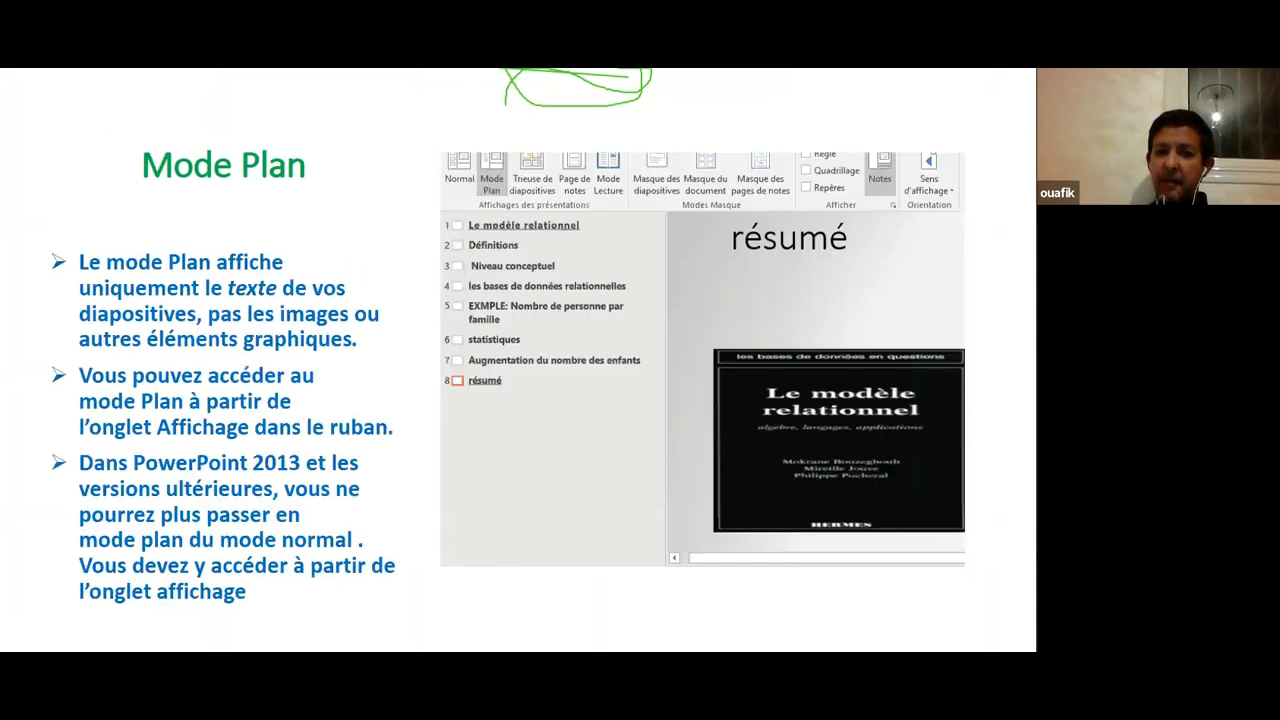 Mode Plan
➢ Le mode Plan affiche
uniquement le texte de vos
diapositives, pas les images ou
autres éléments graphiques.
➢ Vous pouvez accéder au
mode Plan à partir de
l’onglet Affichage dans le ruban.
➢ Dans PowerPoint 2013 et les
versions ultérieures, vous ne
pourrez plus passer en
mode plan du mode normal .
Vous devez y accéder à partir de
l’onglet affichage
Normal
Mode
Plan
Trieuse de
diapositives
Page de
notes
Mode
Lecture
Affichages des présentations
Masque des
diapositives
Masque du
document
Masque des
pages de notes
Modes Masque
Règle
Quadrillage
Repères
Afficher
Notes
Sens
d'affichage
Orientation
1 Le modèle relationnel
2 Définitions
3 Niveau conceptuel
4 les bases de données relationnelles
5 EXMPLE: Nombre de personne par
famille
6 statistiques
7 Augmentation du nombre des enfants
8 résumé
résumé
les bases de données en questions
Le modèle
relationnel
algèbre, langages, applications
Mokrane Bouzeghoub
Mireille Jouve
Philippe Pucheral
HERMES
ouafik